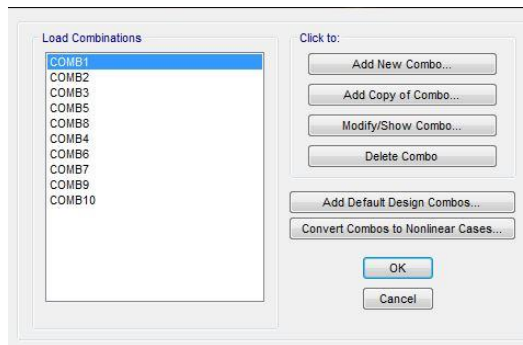 Load Combinations
COMB1
COMB2
COMB3
COMB5
COMB8
COMB4
COMB6
COMB7
COMB9
COMB10
Click to:
Add New Combo...
Add Copy of Combo...
Modify/Show Combo...
Delete Combo
Add Default Design Combos...
Convert Combos to Nonlinear Cases...
OK
Cancel